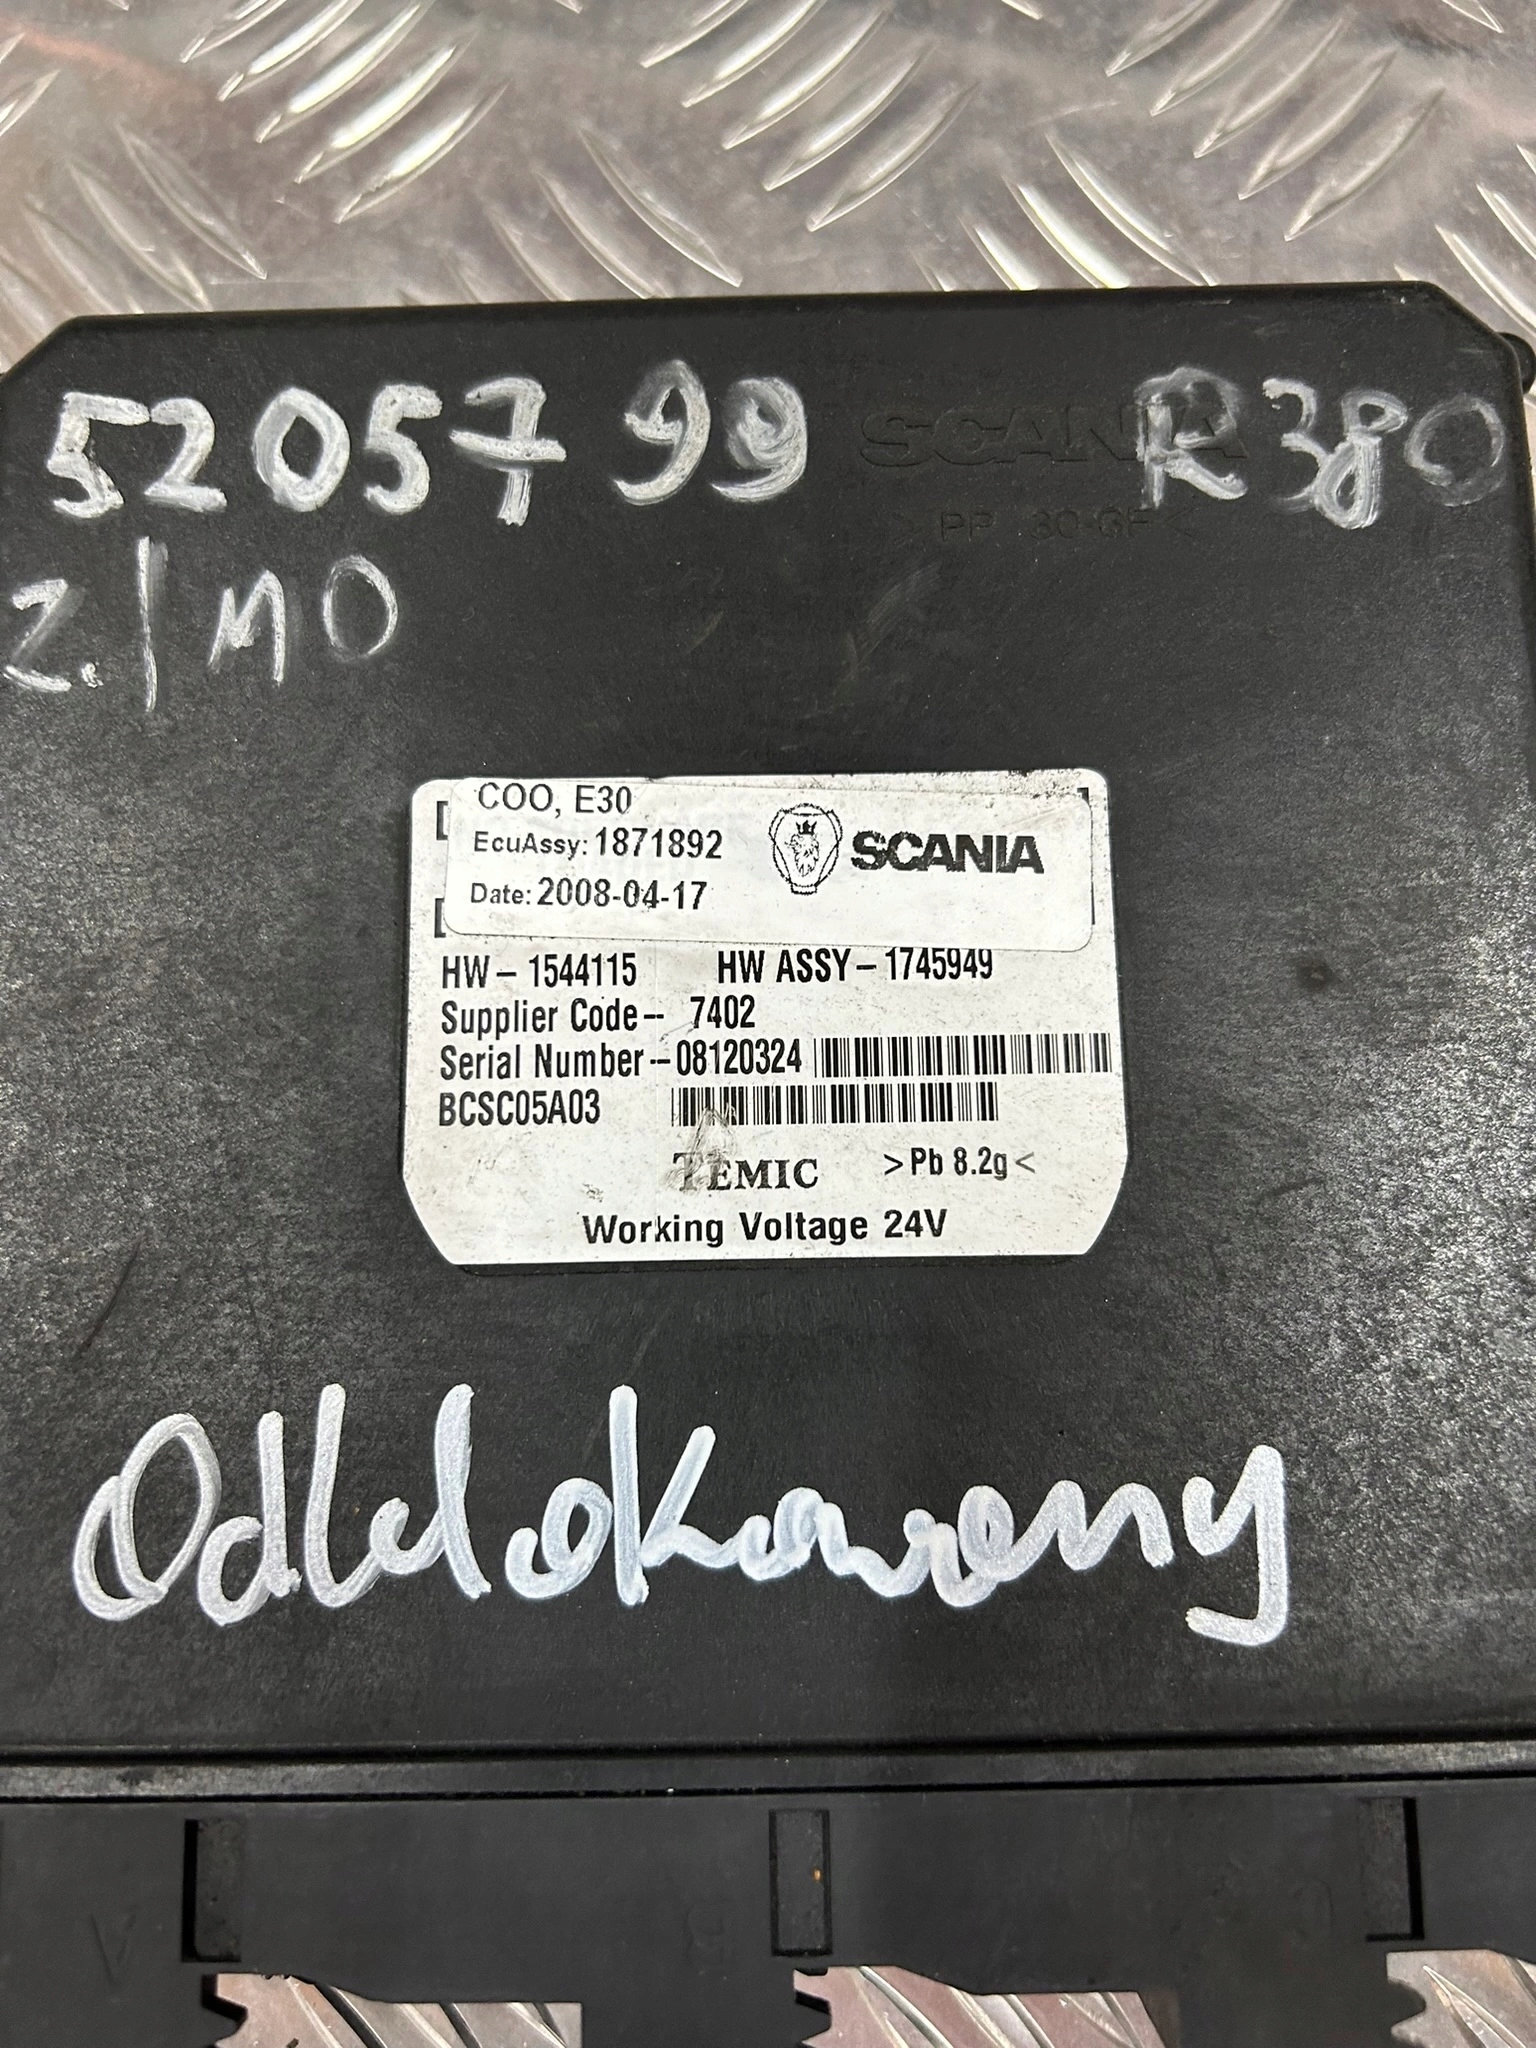 5205799 R380
SCANIA
> PP 30-GF <
COO, E30
EcuAssy: 1871892
SCANIA
Date: 2008-04-17
HW – 1544115 HW ASSY – 1745949
Supplier Code – 7402
Serial Number – 08120324
BCSC05A03
TEMIC >Pb 8.2g<
Working Voltage 24V
Odblokowany
A B C